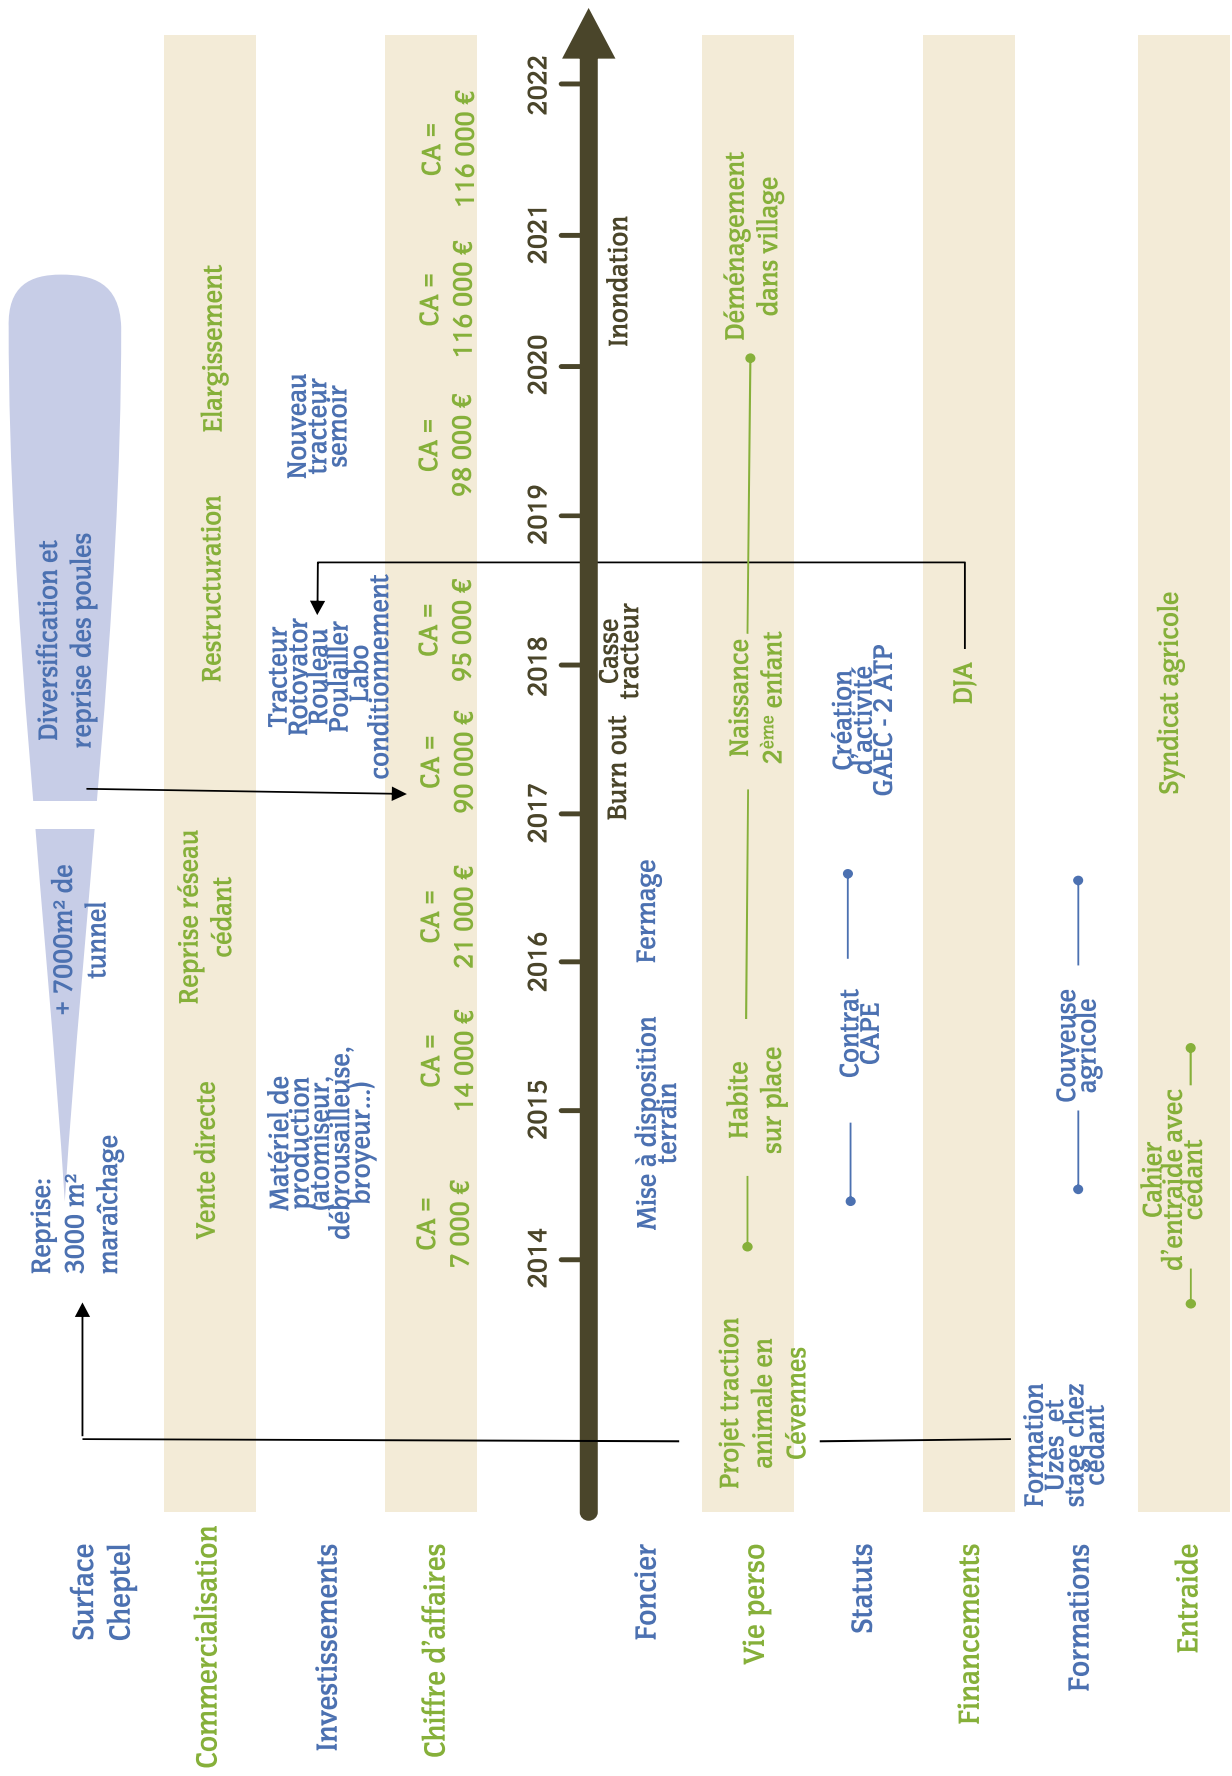 Surface
Cheptel
Reprise:
3000 m²
maraîchage
+ 7000m² de
tunnel
Diversification et
reprise des poules
Commercialisation
Vente directe
Reprise réseau
cédant
Restructuration
Elargissement
Investissements
Matériel de
production
(atomiseur,
débrousailleuse,
broyeur...)
Tracteur
Rotoyator
Rouleau
Poulailler
Labo
conditionnement
Nouveau
tracteur
semoir
Chiffre d'affaires
CA =
7 000 €
CA =
14 000 €
CA =
21 000 €
CA =
90 000 €
CA =
95 000 €
CA =
98 000 €
CA =
116 000 €
CA =
116 000 €
2014
2015
2016
2017
2018
2019
2020
2021
2022
Burn out
Casse
tracteur
Inondation
Foncier
Mise à disposition
terrain
Fermage
Vie perso
Projet traction
animale en
Cévennes
Habite
sur place
Naissance
2ème enfant
Déménagement
dans village
Statuts
Contrat
CAPE
Création
d'activité
GAEC - 2 ATP
Financements
DJA
Formations
Formation
Uzès et
stage chez
cédant
Couveuse
agricole
Entraide
Cahier
d'entraide avec
cédant
Syndicat agricole